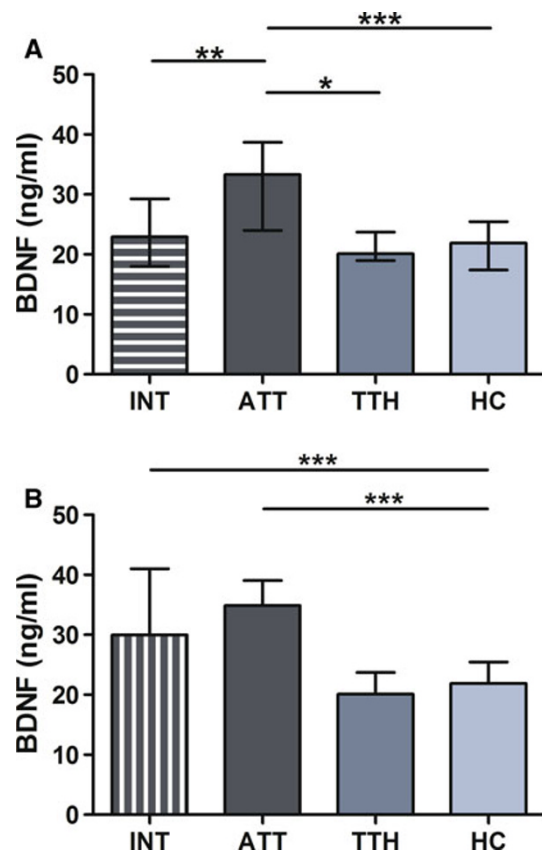 A
***
**
*
BDNF (ng/ml)
50
40
30
20
10
0
INT ATT TTH HC
B
***
***
BDNF (ng/ml)
50
40
30
20
10
0
INT ATT TTH HC